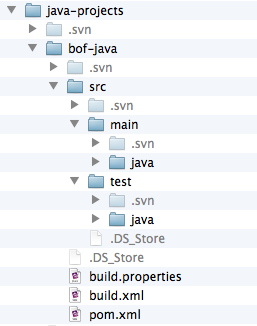 java-projects
.svn
bof-java
.svn
src
.svn
main
.svn
java
test
.svn
java
.DS_Store
.DS_Store
build.properties
build.xml
pom.xml